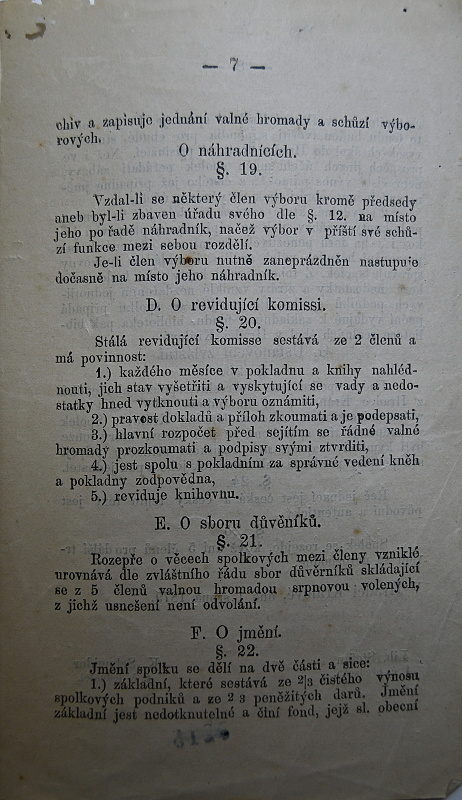 — 7 —
chiv a zapisuje jednání valné hromady a schůzí výbo-
rových.
O náhradnících.
§. 19.
Vzdal-li se některý člen výboru kromě předsedy
aneb byl-li zbaven úřadu svého dle §. 12. na místo
jeho po řadě náhradník, načež výbor v příští své schů-
zí funkce mezi sebou rozdělí.
Je-li člen výboru nutně zaneprázdněn nastupuje
dočasně na místo jeho náhradník.
D. O revidující komissi.
§. 20.
Stálá revidující komisse sestává ze 2 členů a
má povinnost:
1.) každého měsíce v pokladnu a knihy nahléd-
nouti, jich stav vyšetřiti a vyskytující se vady a nedo-
statky hned vytknouti a výboru oznámiti,
2.) pravost dokladů a příloh zkoumati a je podepsati,
3.) hlavní rozpočet před sejítím se řádné valné
hromady prozkoumati a podpisy svými ztvrditi,
4.) jest spolu s pokladním za správné vedení kněh
a pokladny zodpovědna,
5.) reviduje knihovnu.
E. O sboru důvěníků.
§. 21.
Rozepře o věcech spolkových mezi členy vzniklé
urovnává dle zvláštního řádu sbor důvěrníků skládající
se z 5 členů valnou hromadou srpnovou volených,
z jichž usnešení není odvolání.
F. O jmění.
§. 22.
Jmění spolku se dělí na dvě části a sice:
1.) základní, které sestává ze 2|3 čistého výnosu
spolkových podniků a ze 2 3 peněžitých darů. Jmění
základní jest nedotknutelné a činí fond, jejž sl. obecní